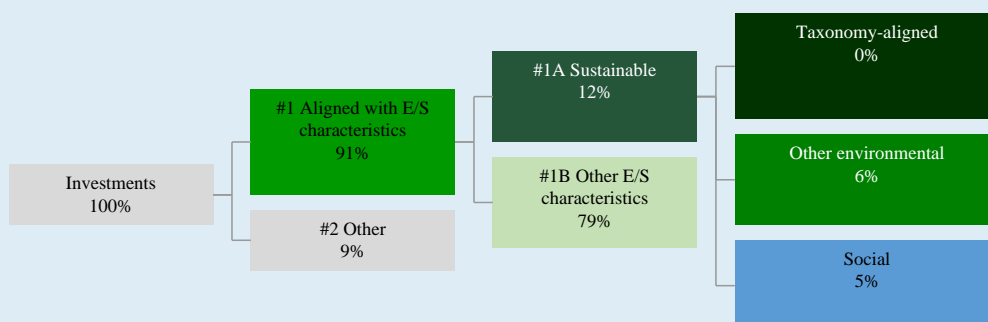 Investments
100%
#1 Aligned with E/S
characteristics
91%
#2 Other
9%
#1A Sustainable
12%
#1B Other E/S
characteristics
79%
Taxonomy-aligned
0%
Other environmental
6%
Social
5%